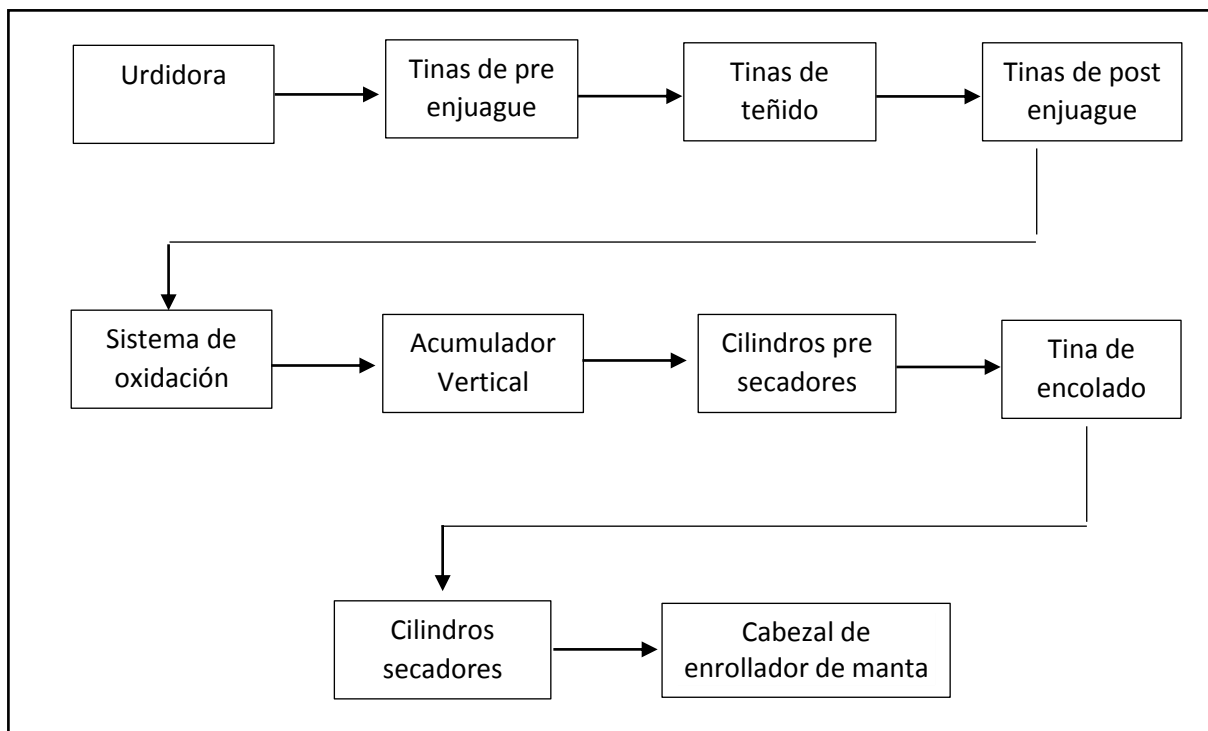 Urdidora
Tinas de pre
enjuague
Tinas de
teñido
Tinas de post
enjuague
Sistema de
oxidación
Acumulador
Vertical
Cilindros pre
secadores
Tina de
encolado
Cilindros
secadores
Cabezal de
enrollador de manta